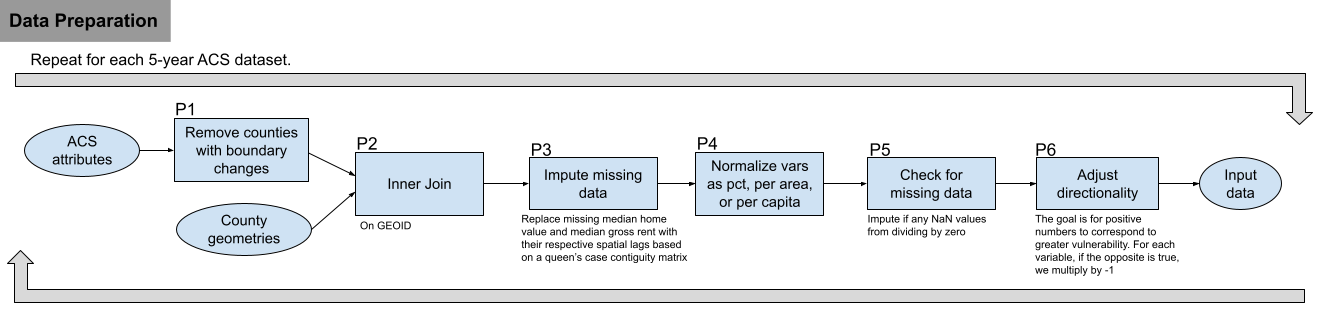 Data Preparation
Repeat for each 5-year ACS dataset.
ACS
attributes
P1
Remove counties
with boundary
changes
County
geometries
P2
Inner Join
On GEOID
P3
Impute missing
data
Replace missing median home
value and median gross rent with
their respective spatial lags based
on a queen's case contiguity matrix
P4
Normalize vars
as pct, per area,
or per capita
P5
Check for
missing data
Impute if any NaN values
from dividing by zero
P6
Adjust
directionality
The goal is for positive
numbers to correspond to
greater vulnerability. For each
variable, if the opposite is true,
we multiply by -1
Input
data